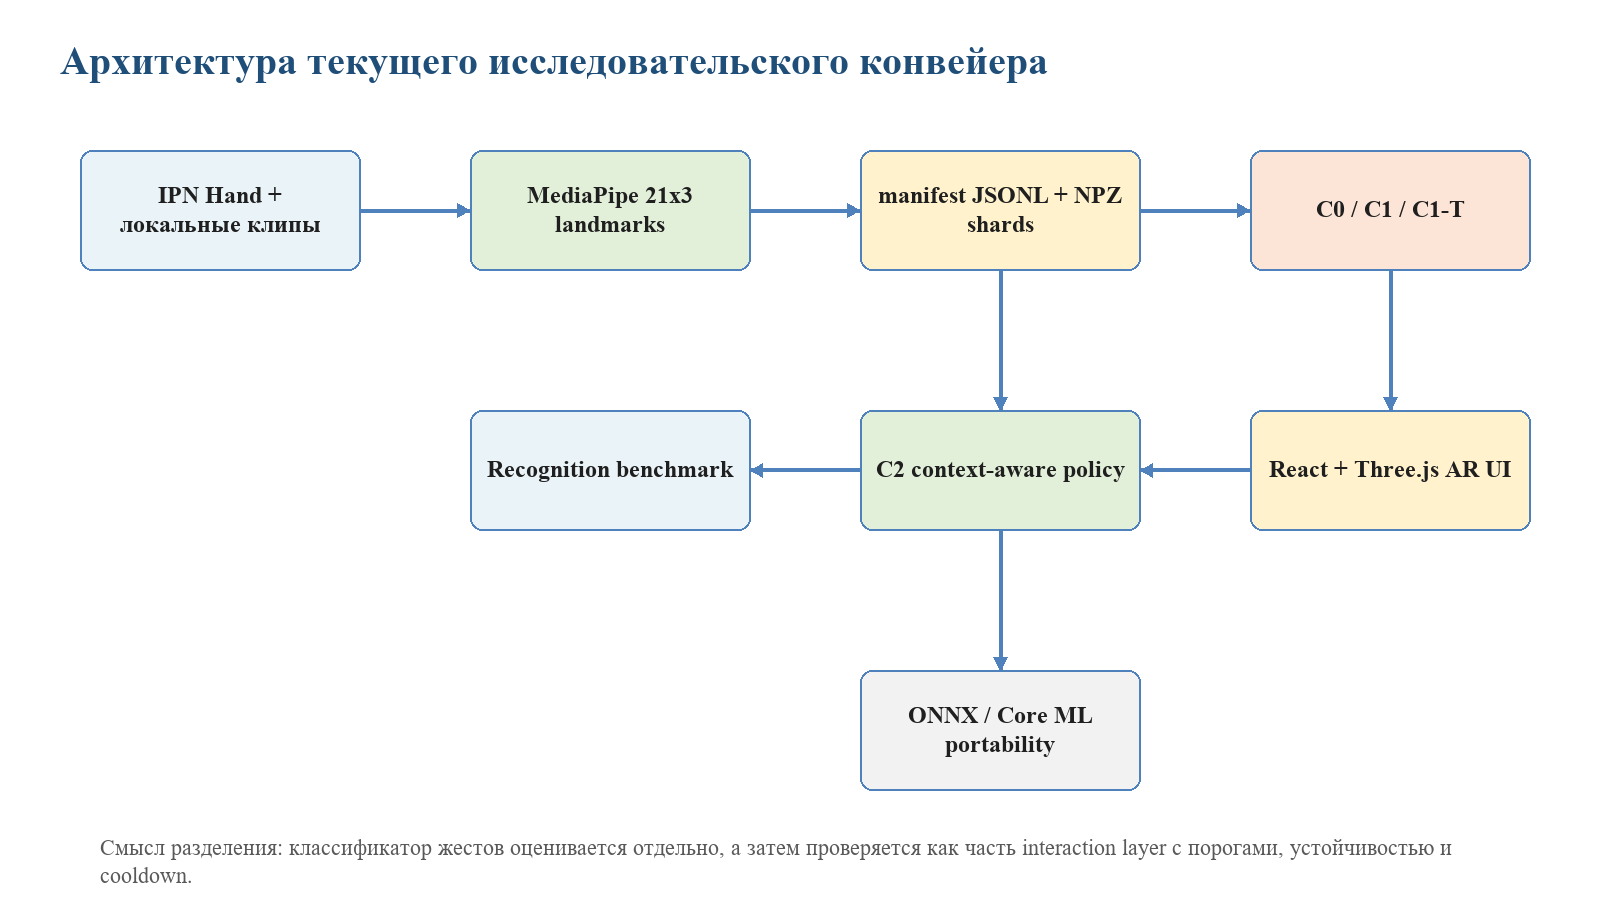 Архитектура текущего исследовательского конвейера
IPN Hand +
локальные клипы
MediaPipe 21x3
landmarks
manifest JSONL + NPZ
shards
C0 / C1 / C1-T
Recognition benchmark
C2 context-aware policy
React + Three.js AR UI
ONNX / Core ML
portability
Смысл разделения: классификатор жестов оценивается отдельно, а затем проверяется как часть interaction layer с порогами, устойчивостью и
cooldown.